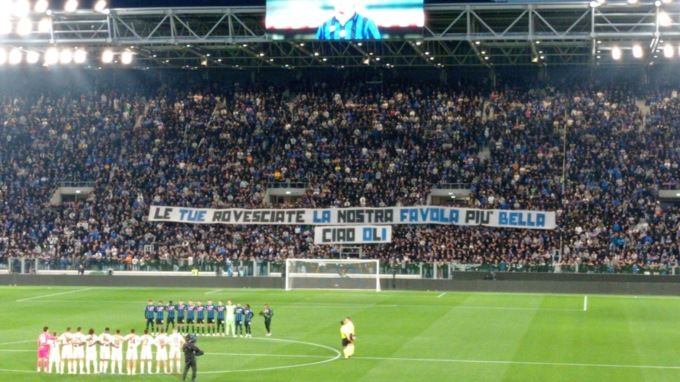 LE TUE ROVESCIATE LA NOSTRA FAVOLA PIU' BELLA
CIAO OLI